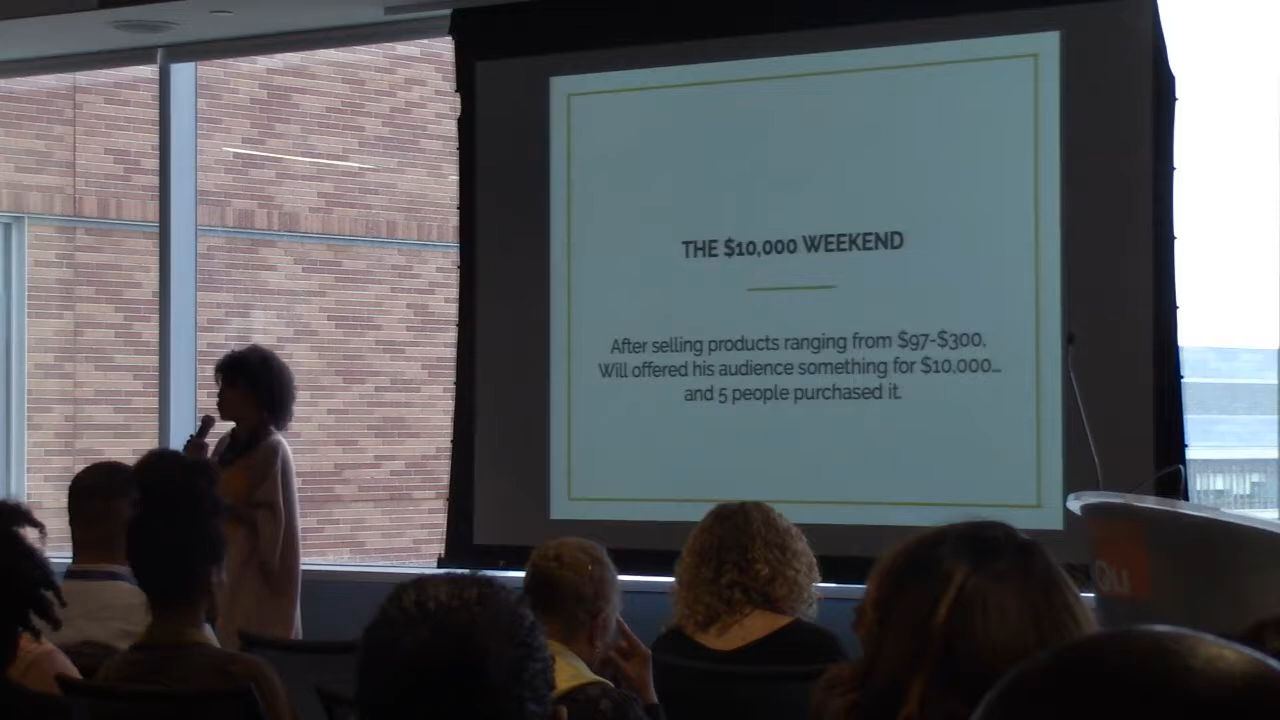 THE $10,000 WEEKEND
After selling products ranging from $97-$300,
Will offered his audience something for $10,000...
and 5 people purchased it.
Qu